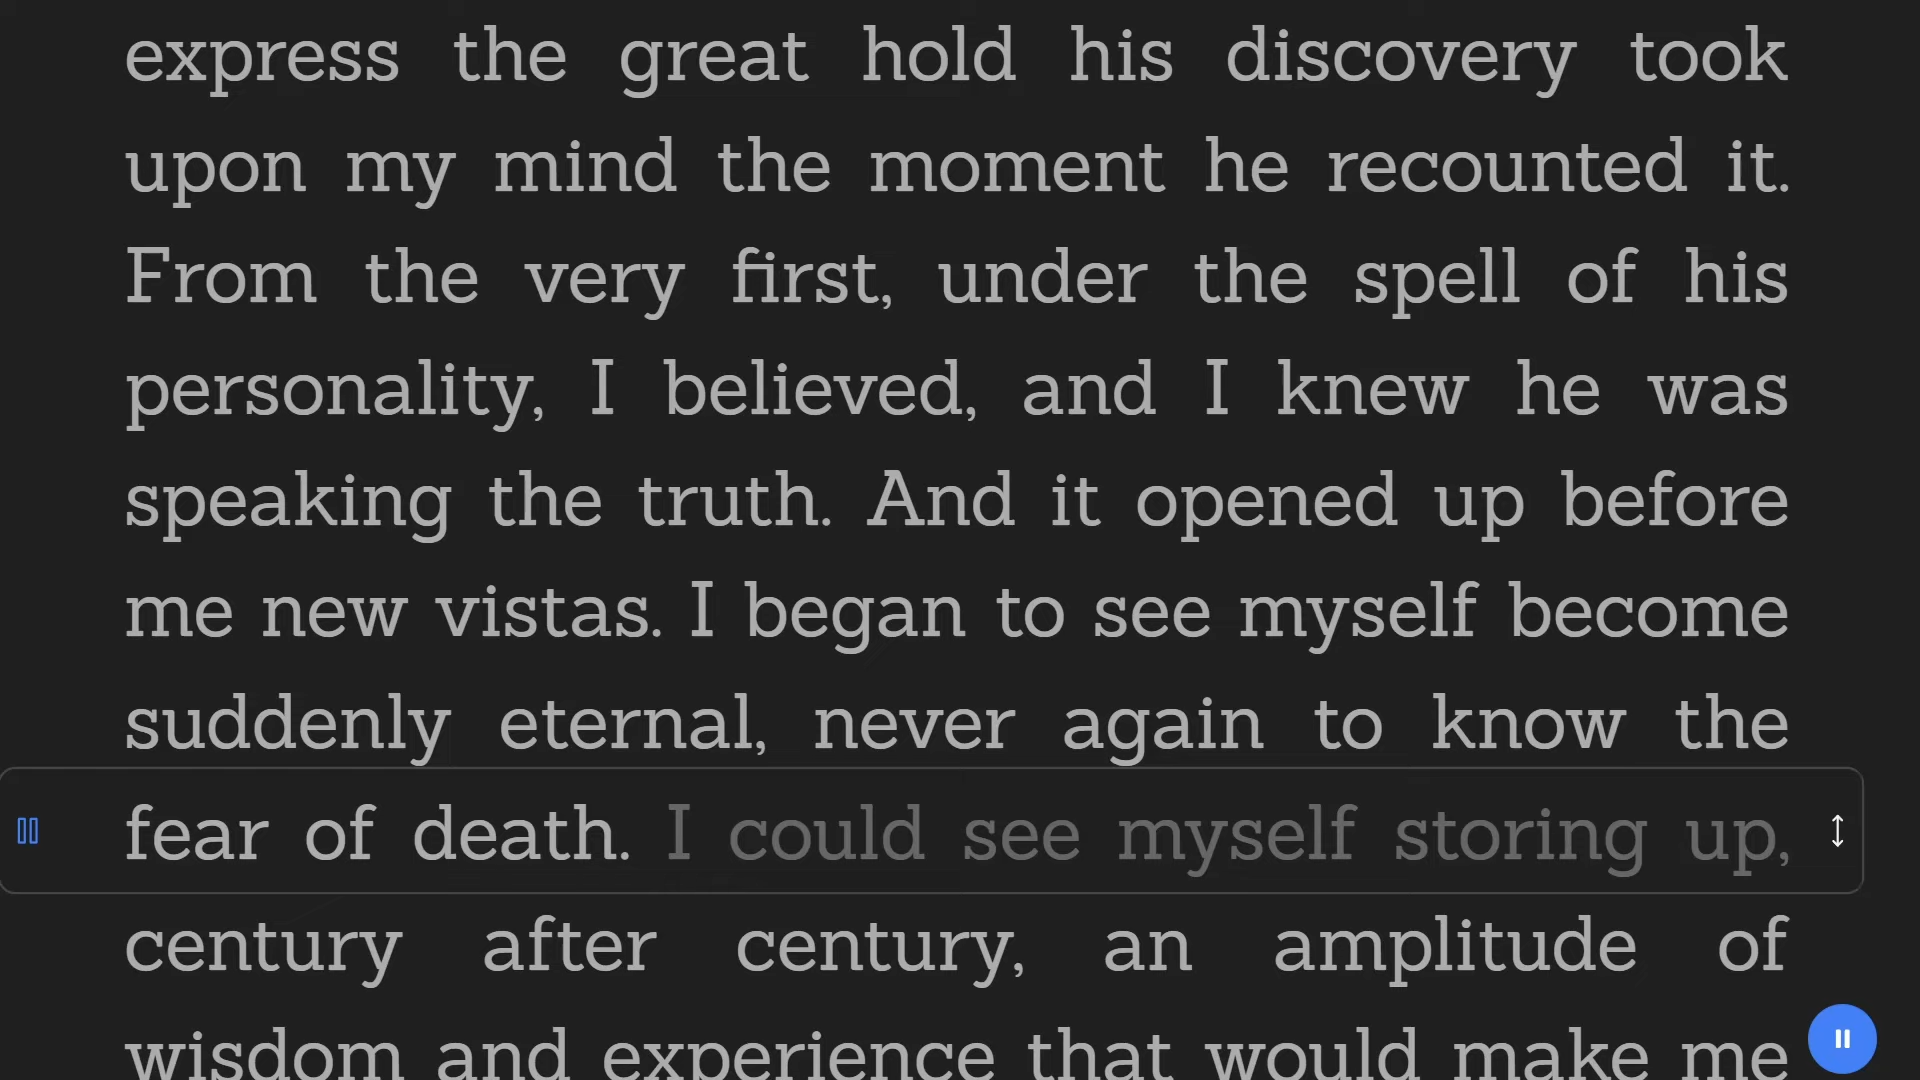 express the great hold his discovery took
upon my mind the moment he recounted it.
From the very first, under the spell of his
personality, I believed, and I knew he was
speaking the truth. And it opened up before
me new vistas. I began to see myself become
suddenly eternal, never again to know the
fear of death. I could see myself storing up,
century after century, an amplitude of
wisdom and experience that would make me